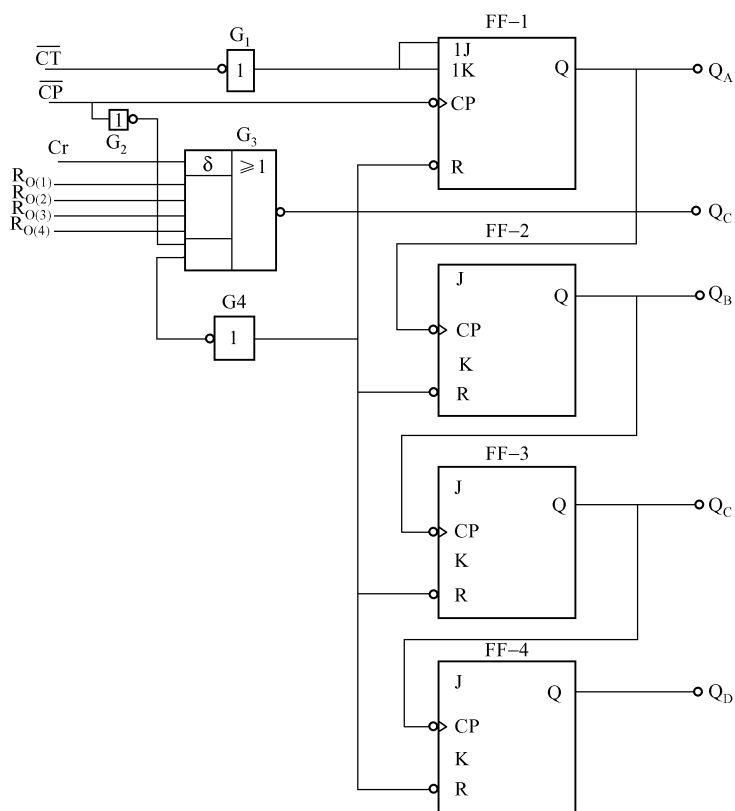 FF−1
CT
G1
1
1J
1K
Q
QA
CP
CP
1
G2
Cr
G3
δ
≥1
R
RO(1)
RO(2)
RO(3)
RO(4)
QC
FF−2
J
Q
QB
G4
1
CP
K
R
FF−3
J
Q
QC
CP
K
R
FF−4
J
Q
QD
CP
K
R